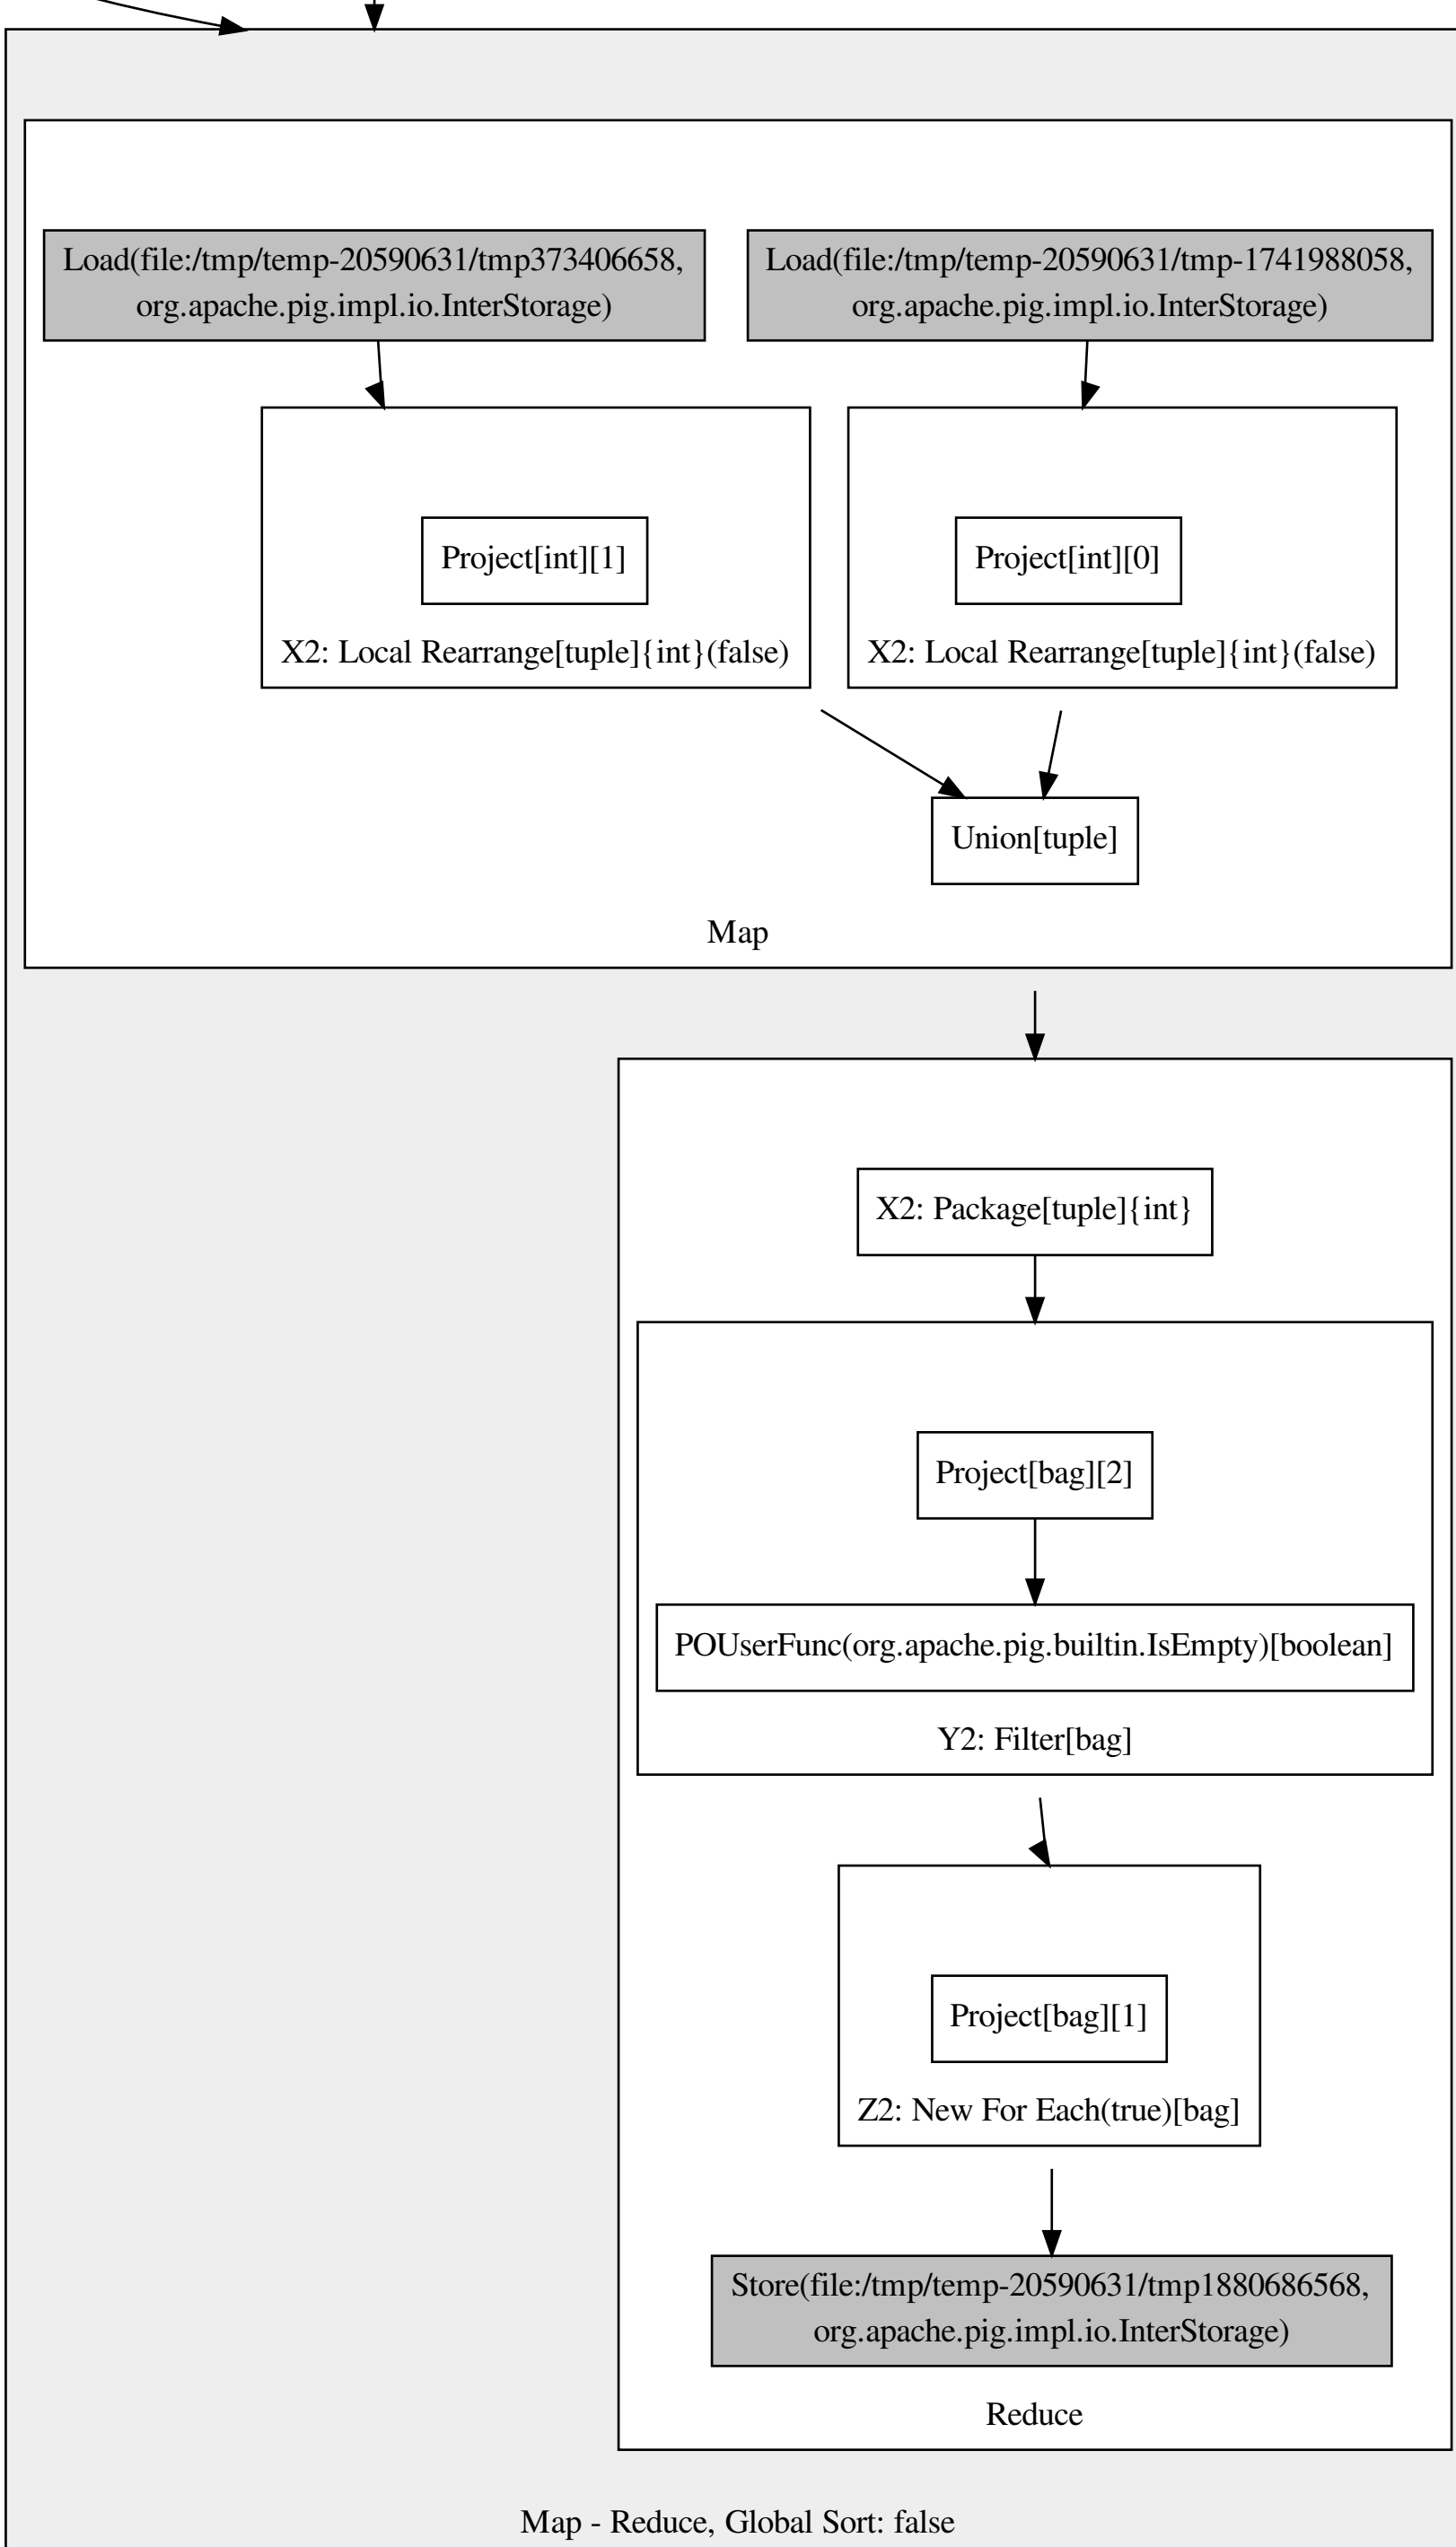 Load(file:/tmp/temp-20590631/tmp373406658,
org.apache.pig.impl.io.InterStorage)
Load(file:/tmp/temp-20590631/tmp-1741988058,
org.apache.pig.impl.io.InterStorage)
Project[int][1]
X2: Local Rearrange[tuple]{int}(false)
Project[int][0]
X2: Local Rearrange[tuple]{int}(false)
Union[tuple]
Map
X2: Package[tuple]{int}
Project[bag][2]
POUserFunc(org.apache.pig.builtin.IsEmpty)[boolean]
Y2: Filter[bag]
Project[bag][1]
Z2: New For Each(true)[bag]
Store(file:/tmp/temp-20590631/tmp1880686568,
org.apache.pig.impl.io.InterStorage)
Reduce
Map - Reduce, Global Sort: false